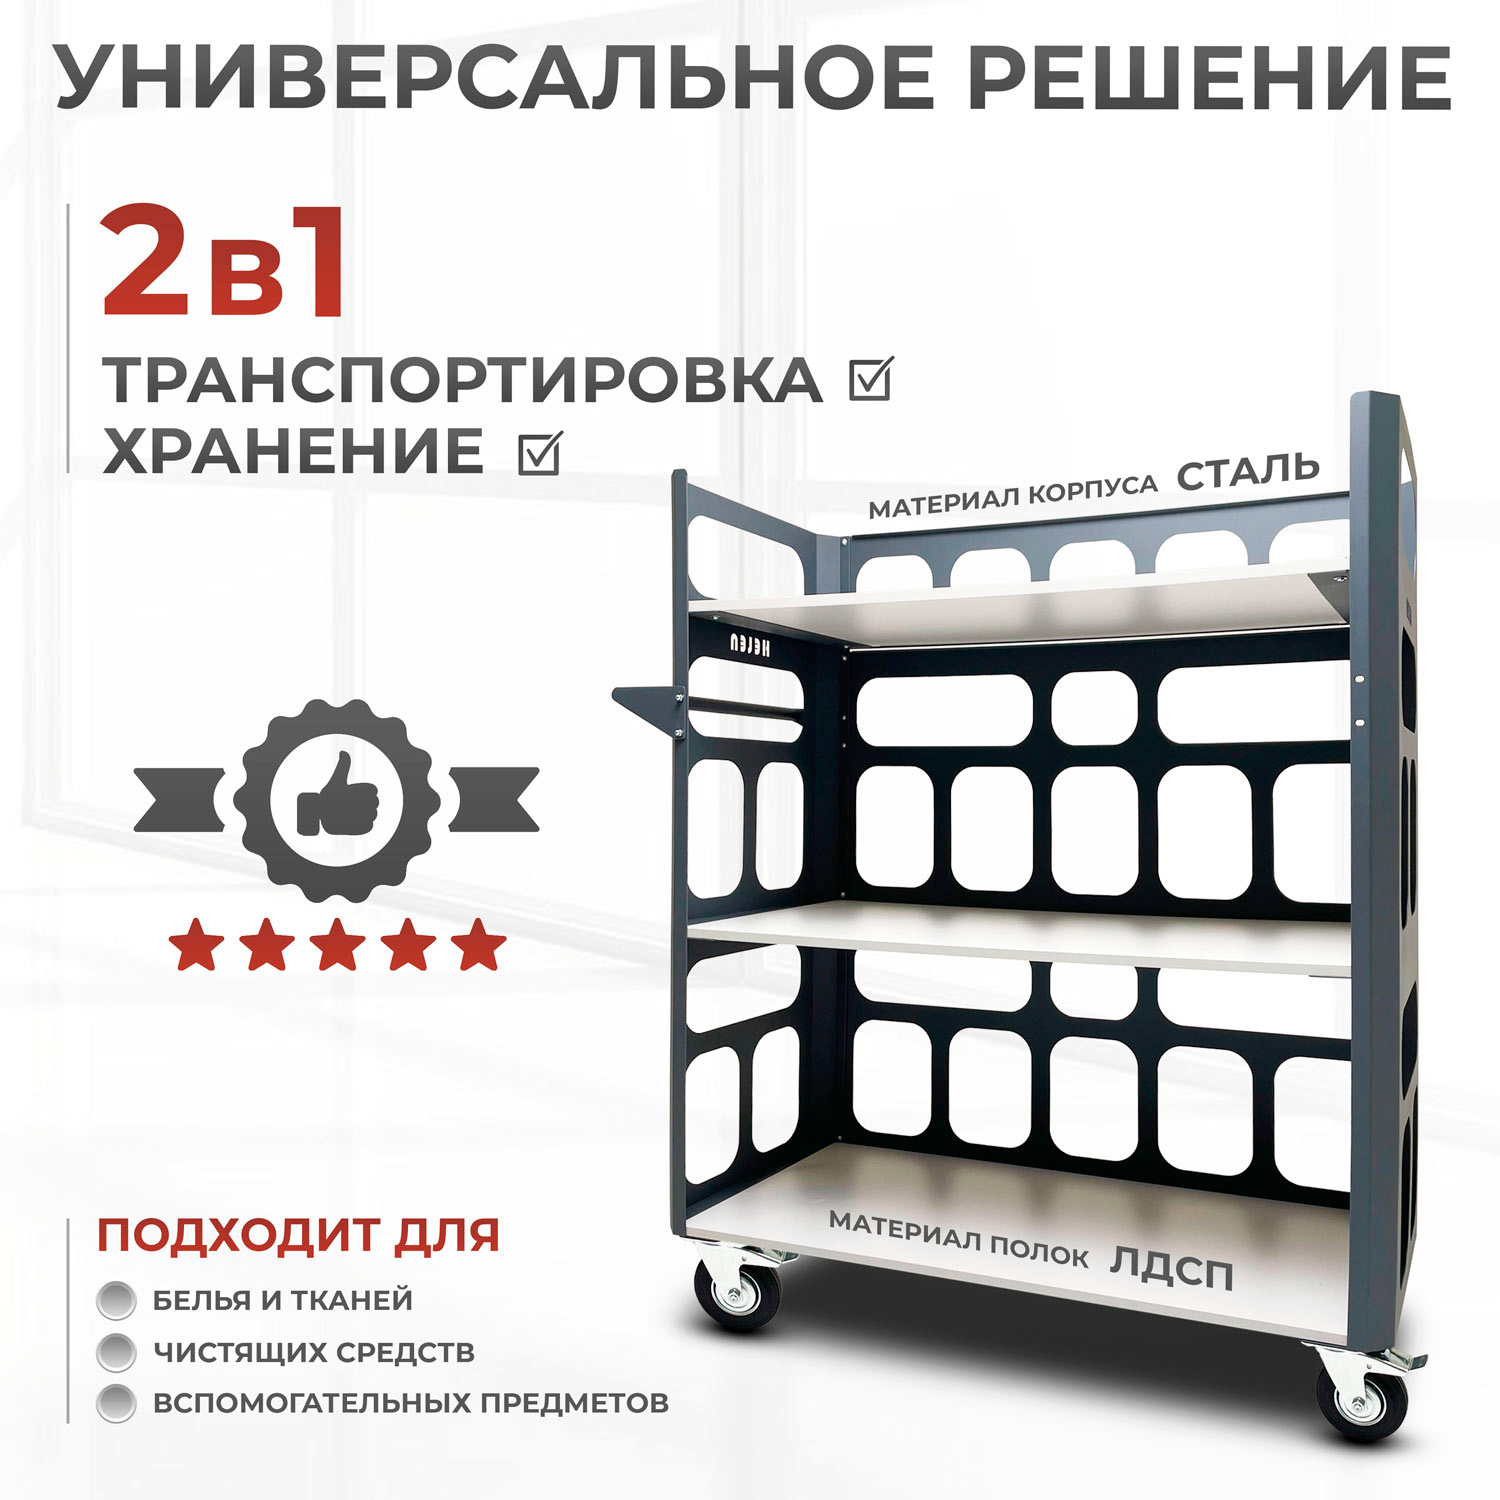 УНИВЕРСАЛЬНОЕ РЕШЕНИЕ
2в1
ТРАНСПОРТИРОВКА
ХРАНЕНИЕ
МАТЕРИАЛ КОРПУСА СТАЛЬ
МАТЕРИАЛ ПОЛОК ЛДСП
ПОДХОДИТ ДЛЯ
БЕЛЬЯ И ТКАНЕЙ
ЧИСТЯЩИХ СРЕДСТВ
ВСПОМОГАТЕЛЬНЫХ ПРЕДМЕТОВ